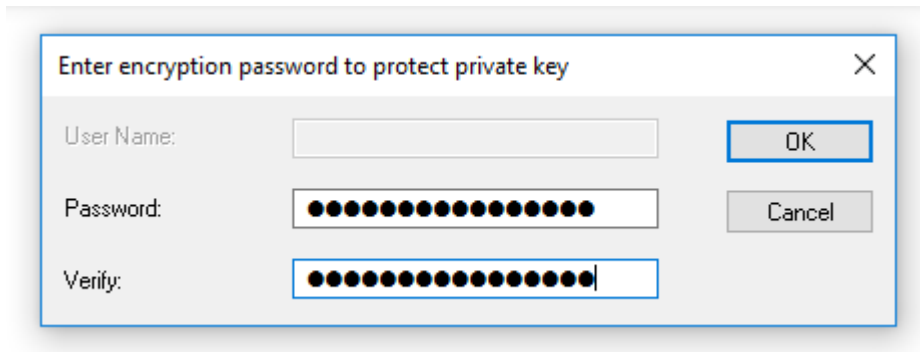 Enter encryption password to protect private key
User Name:
OK
Password:
●●●●●●●●●●●●●●●●
Cancel
Verify:
●●●●●●●●●●●●●●●●